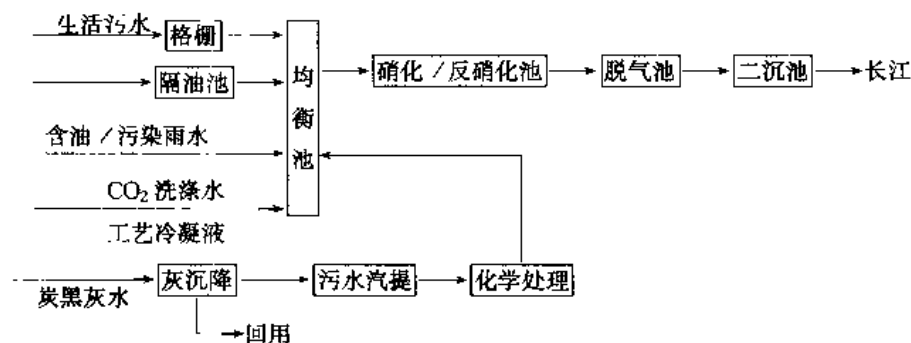 生活污水 格栅
均衡池
隔油池
硝化/反硝化池 脱气池 二沉池 长江
含油/污染雨水
CO₂洗涤水
工艺冷凝液
炭黑灰水 灰沉降 污水汽提 化学处理
回用